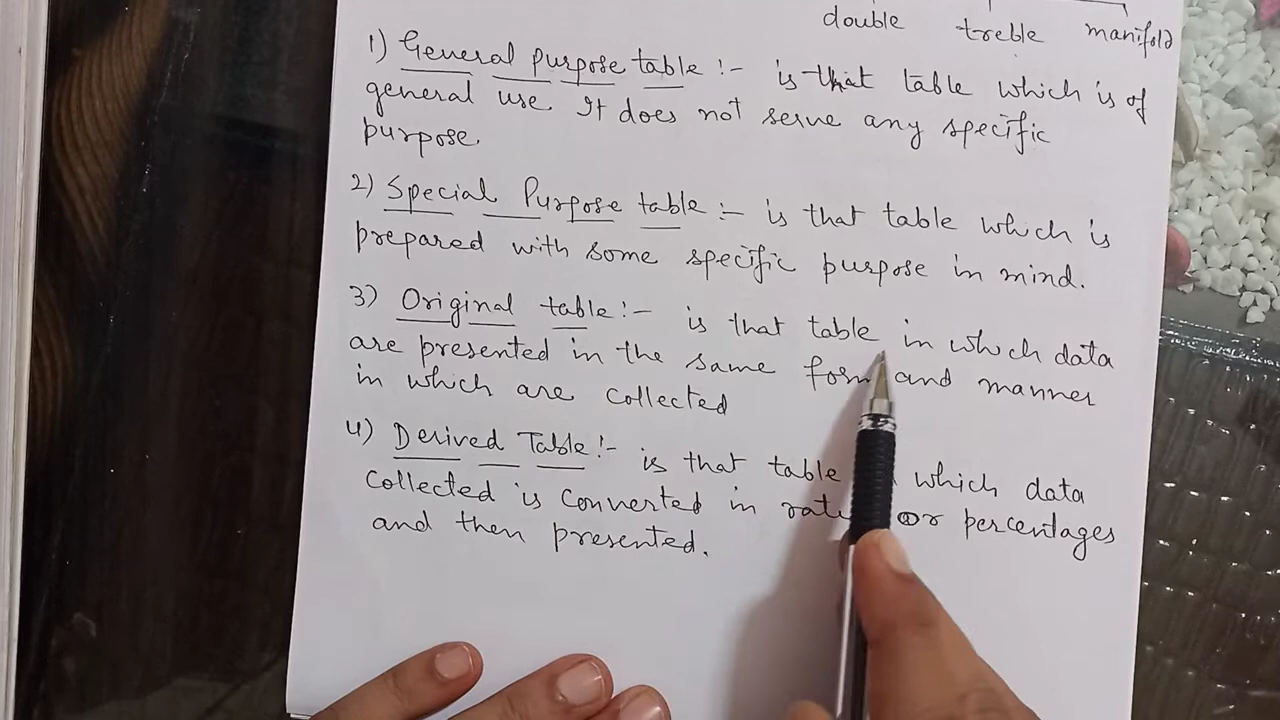 double treble manifold
1) General purpose table :- is that table which is of
general use. It does not serve any specific
purpose.
2) Special Purpose table :- is that table which is
prepared with some specific purpose in mind.
3) Original table :- is that table in which data
are presented in the same form and manner
in which are collected
4) Derived Table :- is that table which data
collected is converted in or percentages
and then presented.